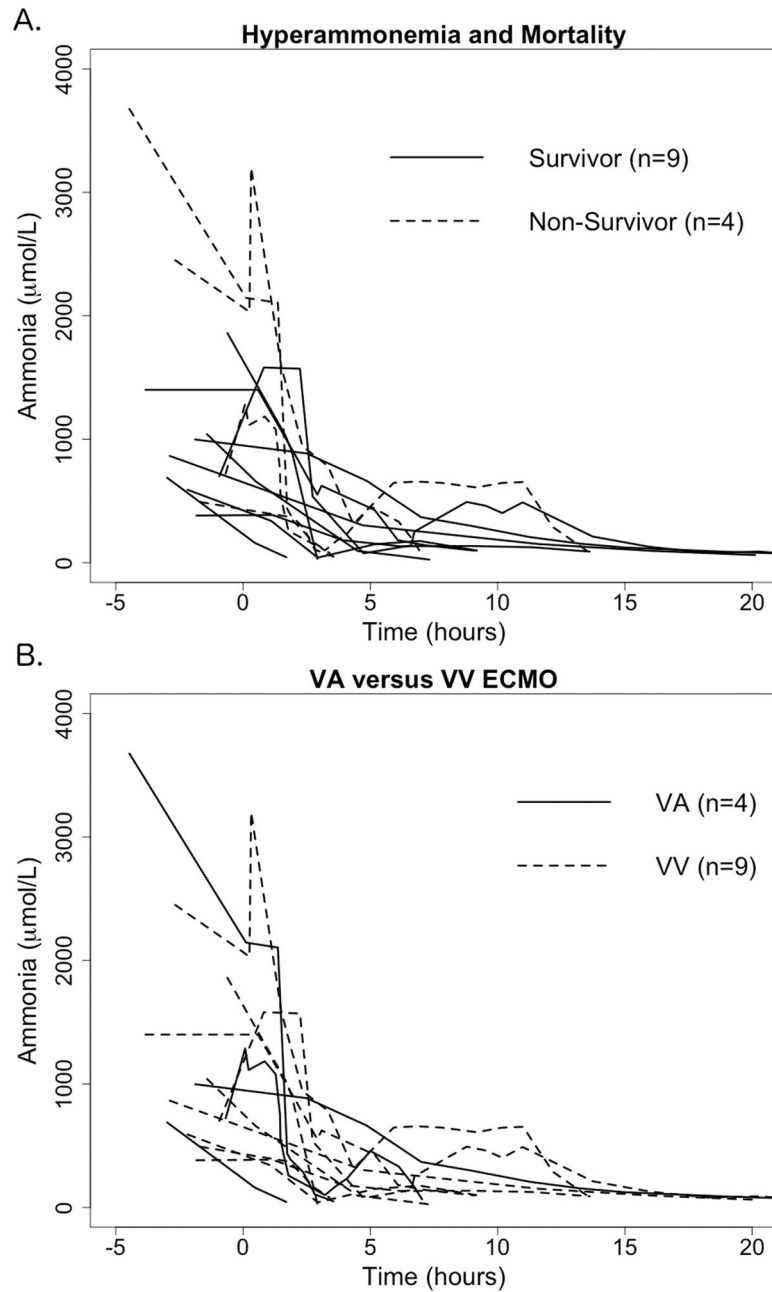 A.
Hyperammonemia and Mortality
4000
3000
2000
1000
0
Ammonia (μmol/L)
Survivor (n=9)
Non-Survivor (n=4)
-5 0 5 10 15 20
Time (hours)
B.
VA versus VV ECMO
4000
3000
2000
1000
0
Ammonia (μmol/L)
VA (n=4)
VV (n=9)
-5 0 5 10 15 20
Time (hours)